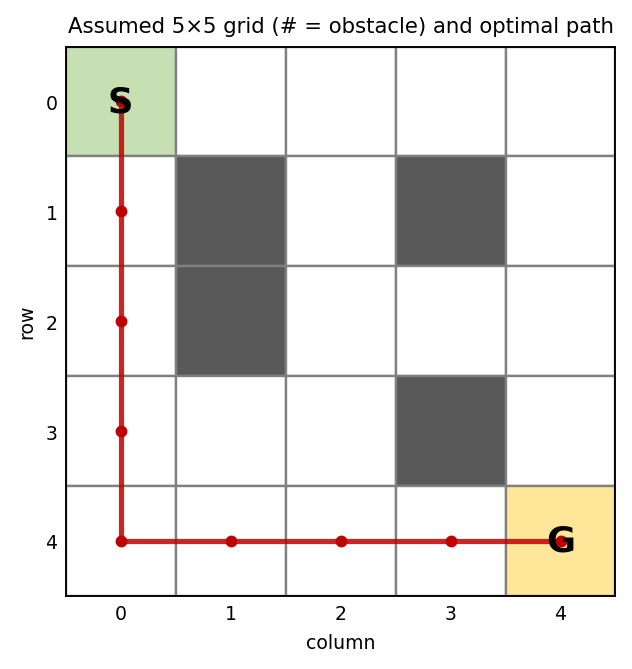 Assumed 5×5 grid (# = obstacle) and optimal path
S
0
1
2
3
4
G
row
0 1 2 3 4
column